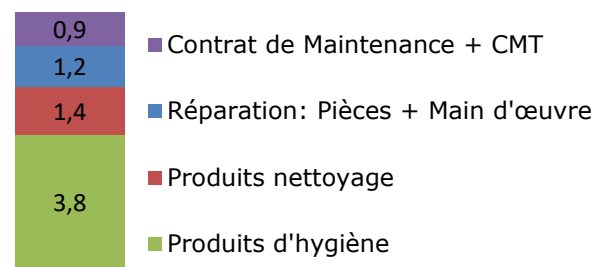 0,9
Contrat de Maintenance + CMT
1,2
Réparation: Pièces + Main d'œuvre
1,4
Produits nettoyage
3,8
Produits d'hygiène